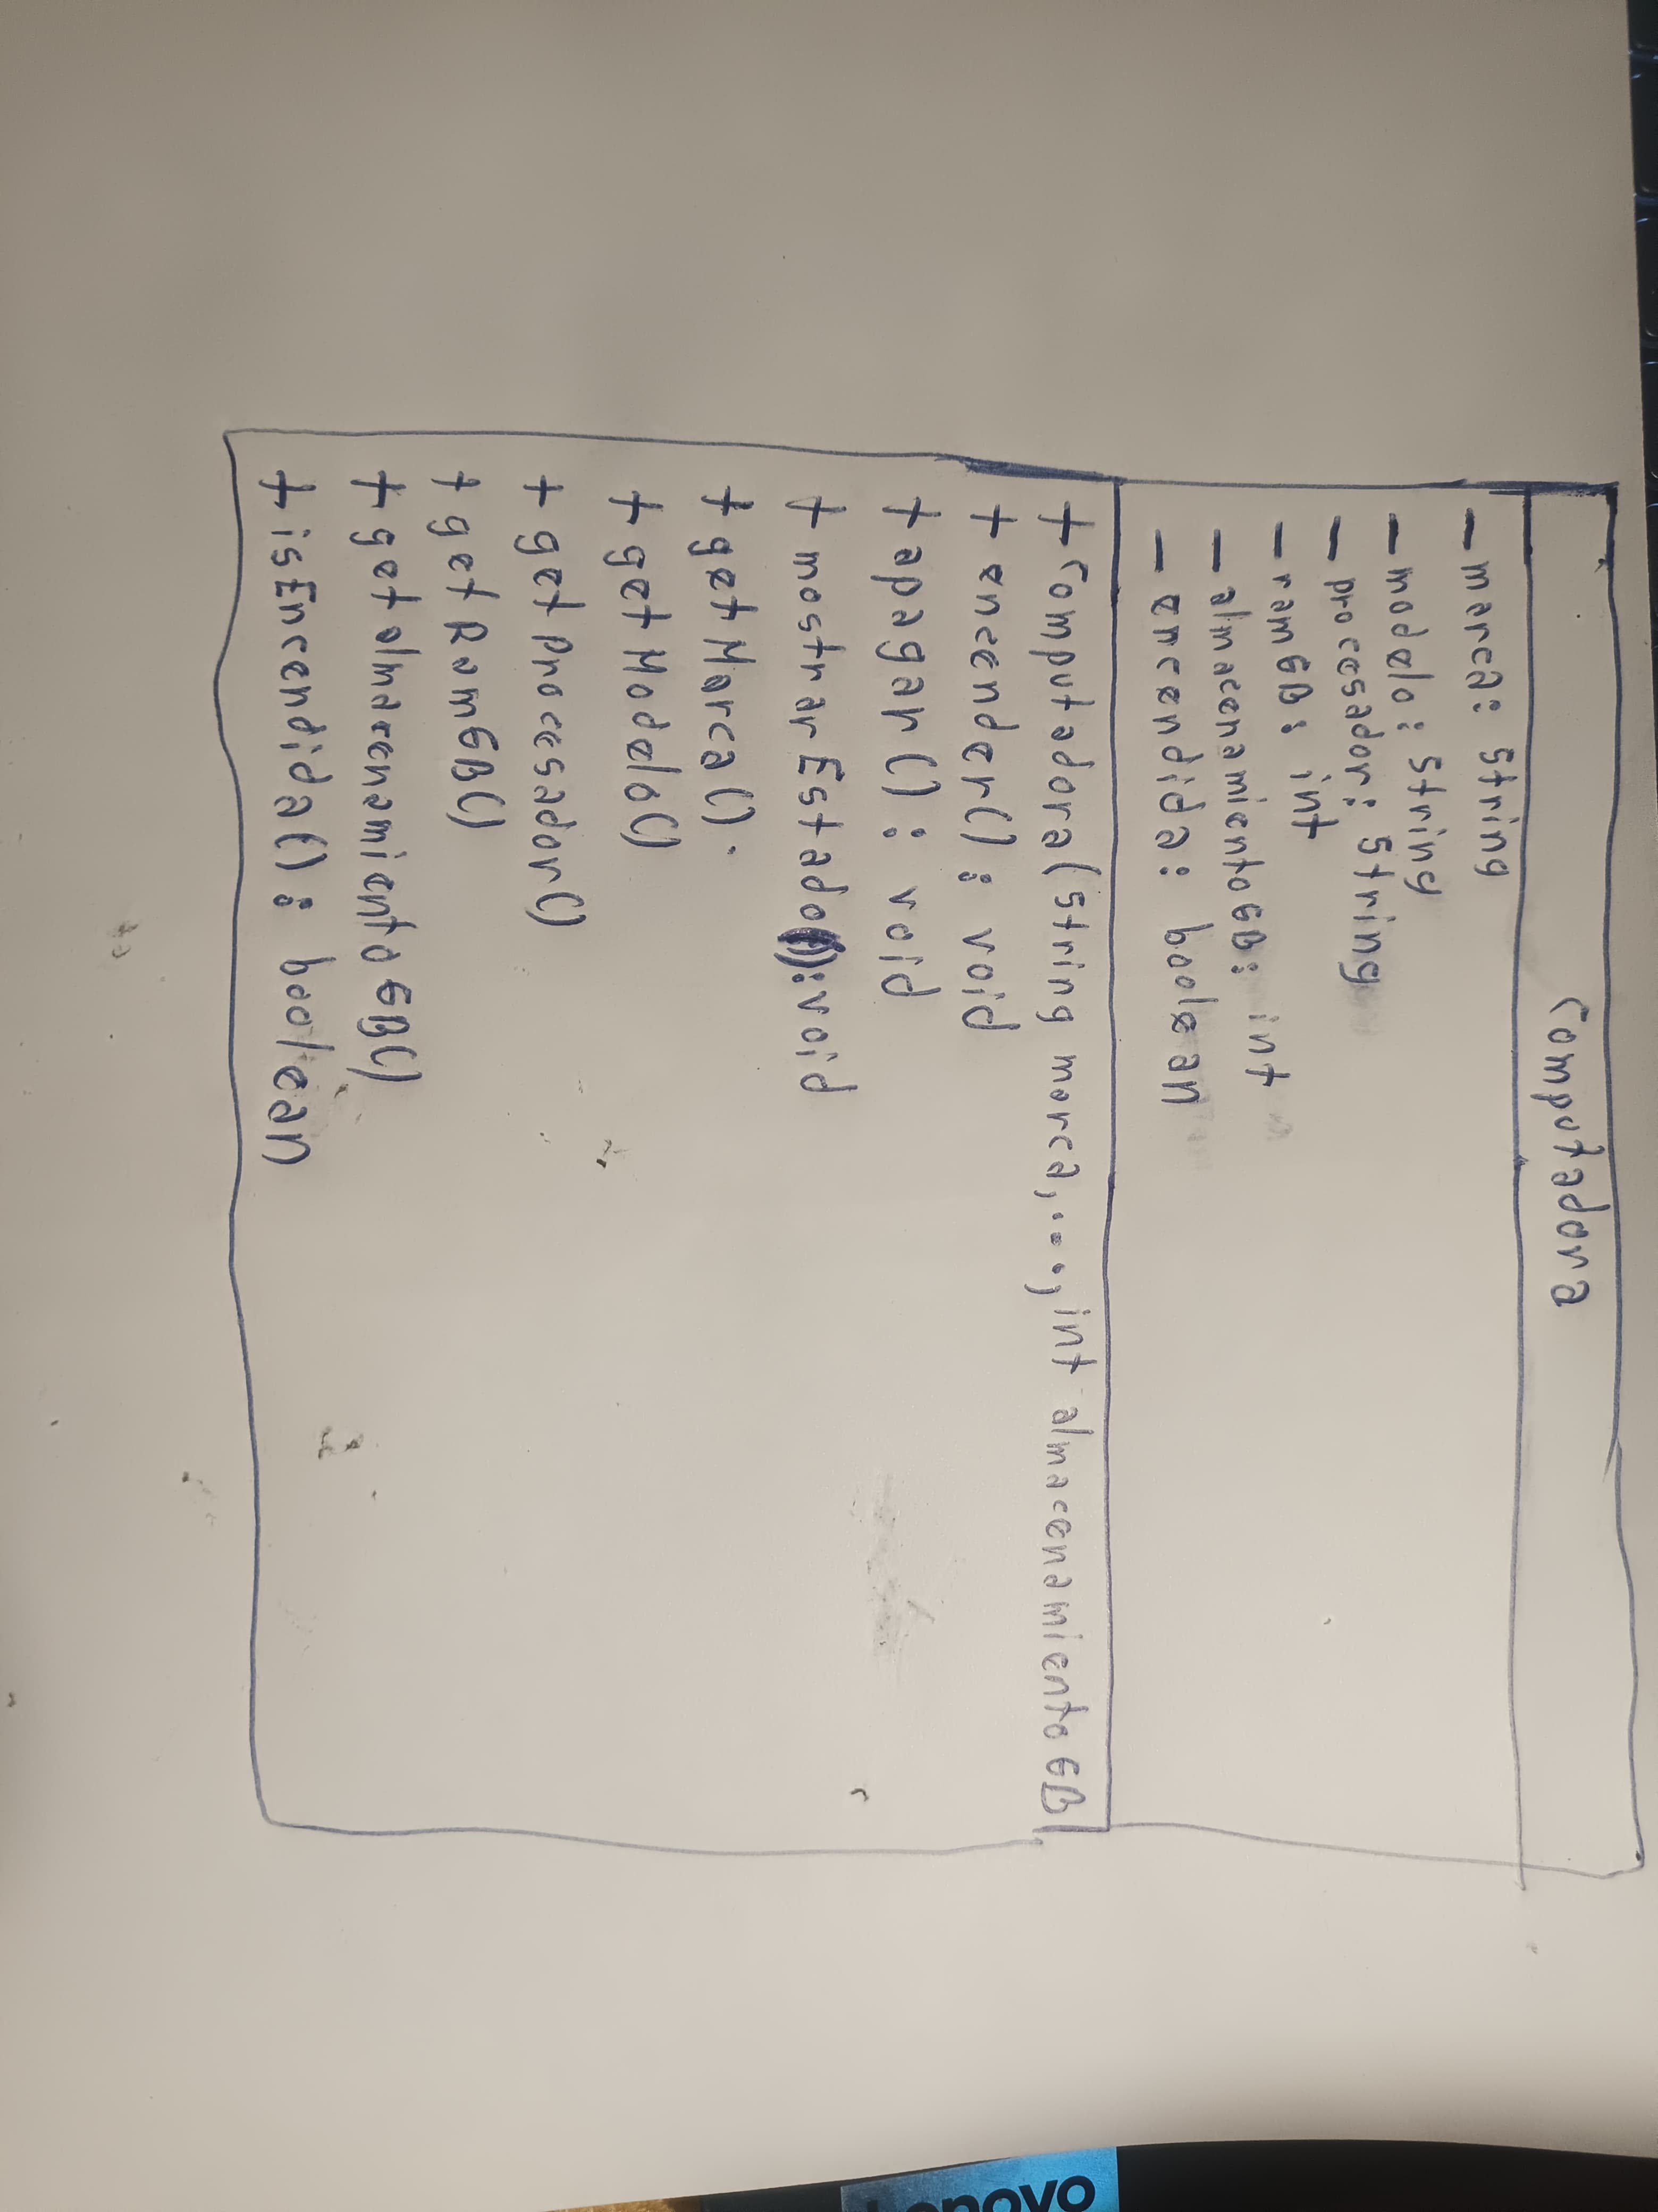 Computadora
- marca: String
- modelo: String
- procesador: String
- ramGB: int
- almacenamientoGB: int
- encendida: boolean
+ Computadora(String marca,...,int almacenamientoGB)
+ encender(): void
+ apagar(): void
+ mostrarEstado():void
+ getMarca().
+ getModelo()
+ getProcesador()
+ getRamGB()
+ getalmacenamientoGB()
+ isEncendida(): boolean
Lenovo